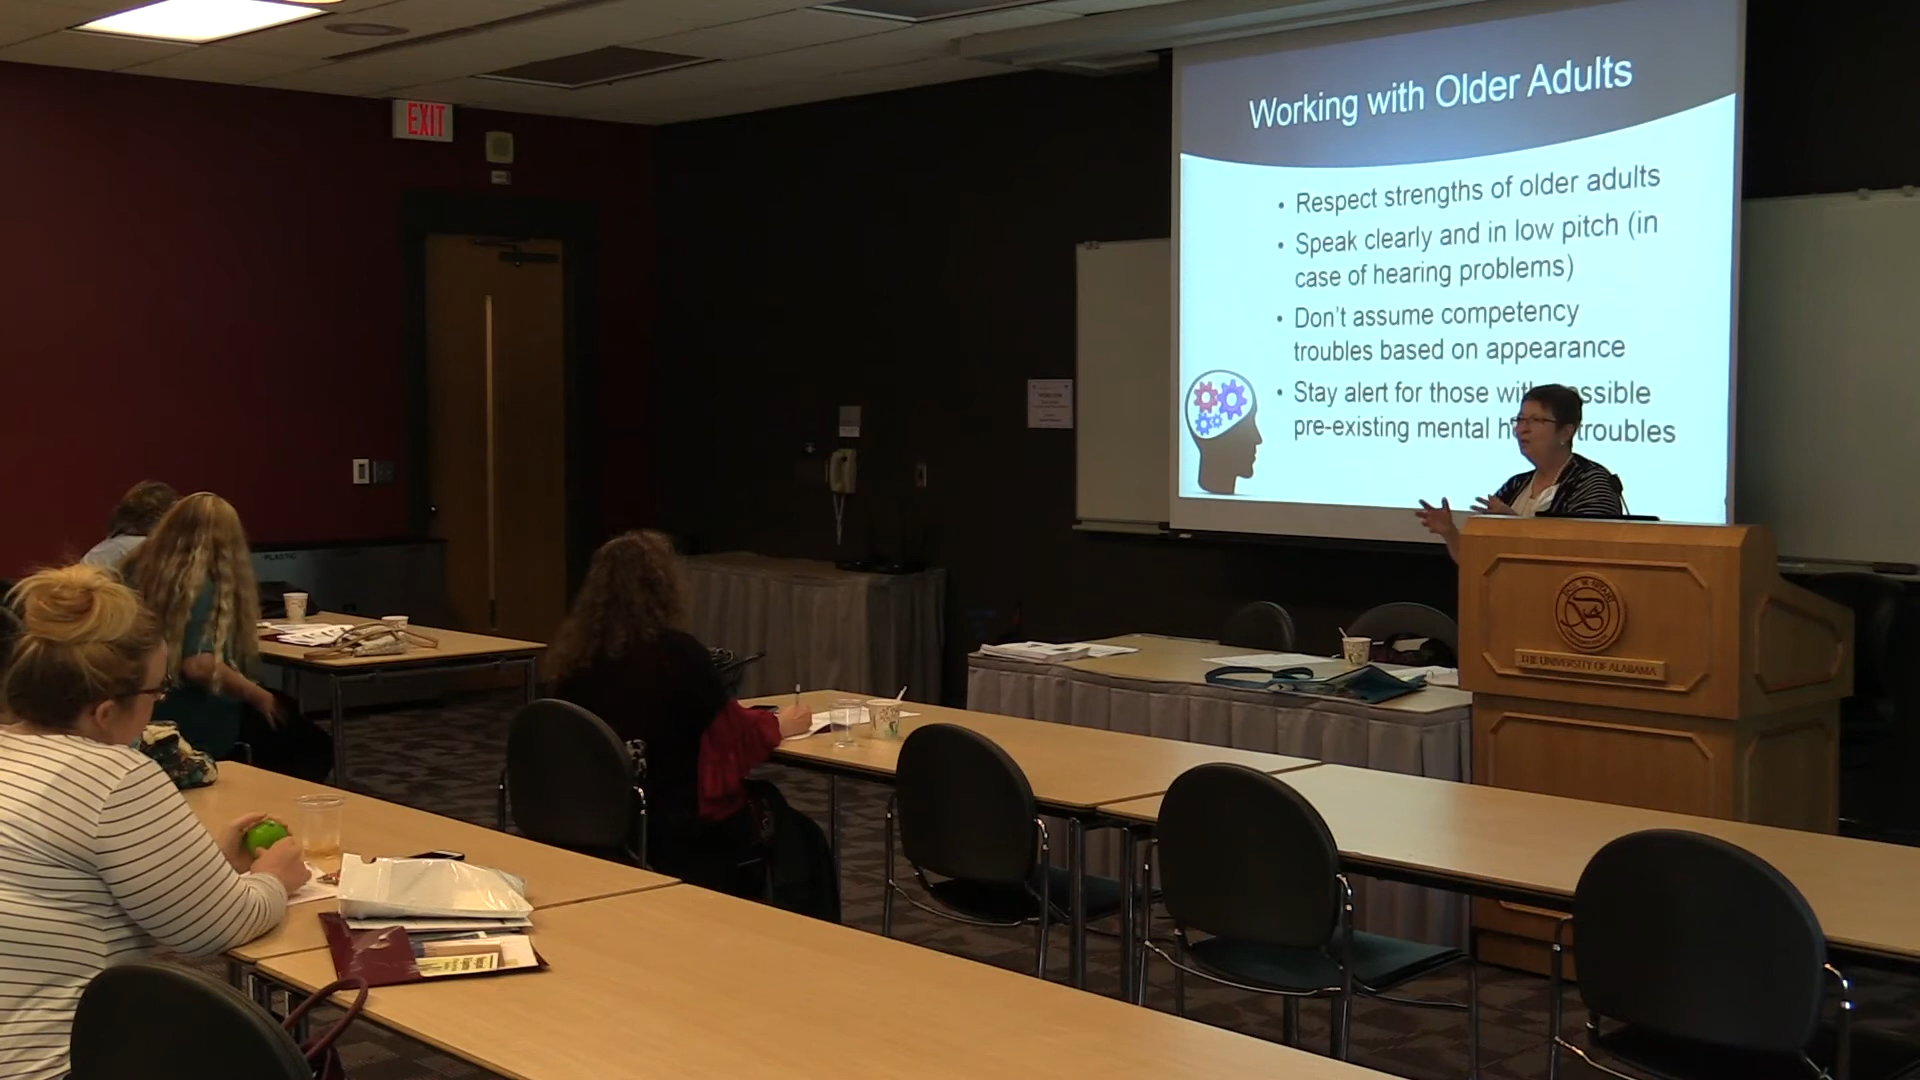 EXIT
Working with Older Adults
• Respect strengths of older adults
• Speak clearly and in low pitch (in
case of hearing problems)
• Don't assume competency
troubles based on appearance
• Stay alert for those with
pre-existing mental troubles
PLASTIC
THE UNIVERSITY OF ALABAMA